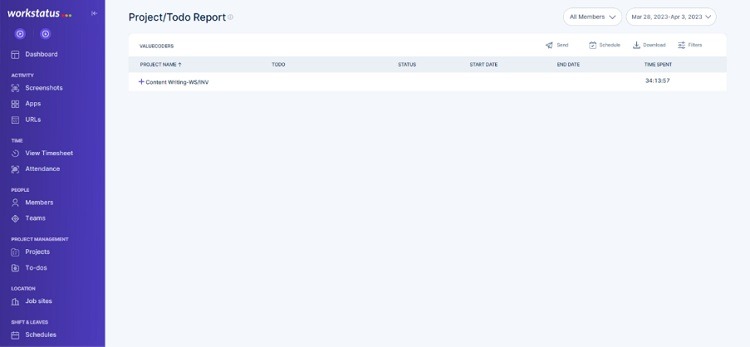 workstatus
Dashboard
ACTIVITY
Screenshots
Apps
URLs
TIME
View Timesheet
Attendance
PEOPLE
Members
Teams
PROJECT MANAGEMENT
Projects
To-dos
LOCATION
Job sites
SHIFT & LEAVES
Schedules
Project/Todo Report
All Members
Mar 28, 2023-Apr 3, 2023
VALUECODERS
Send Schedule Download Filters
PROJECT NAME ↑ TODO STATUS START DATE END DATE TIME SPENT
+ Content Writing-WS/INV 34:13:57